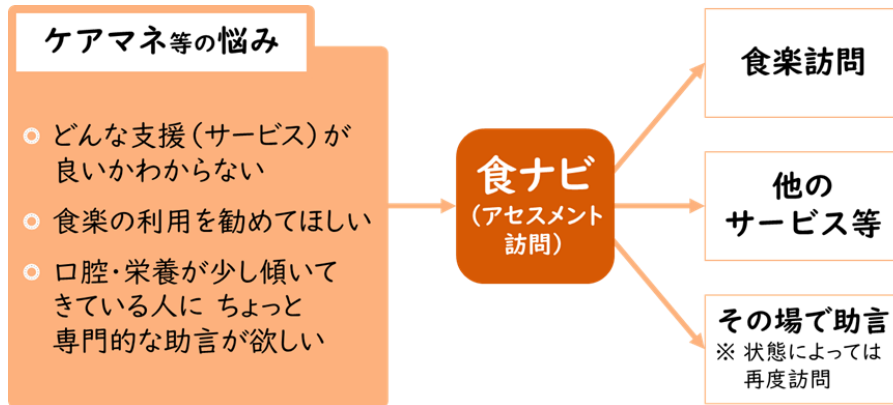 ケアマネ等の悩み
どんな支援（サービス）が
良いかわからない
食楽の利用を勧めてほしい
口腔・栄養が少し傾いて
きている人に ちょっと
専門的な助言が欲しい
食ナビ
（アセスメント
訪問）
食楽訪問
他の
サービス等
その場で助言
※ 状態によっては
再度訪問